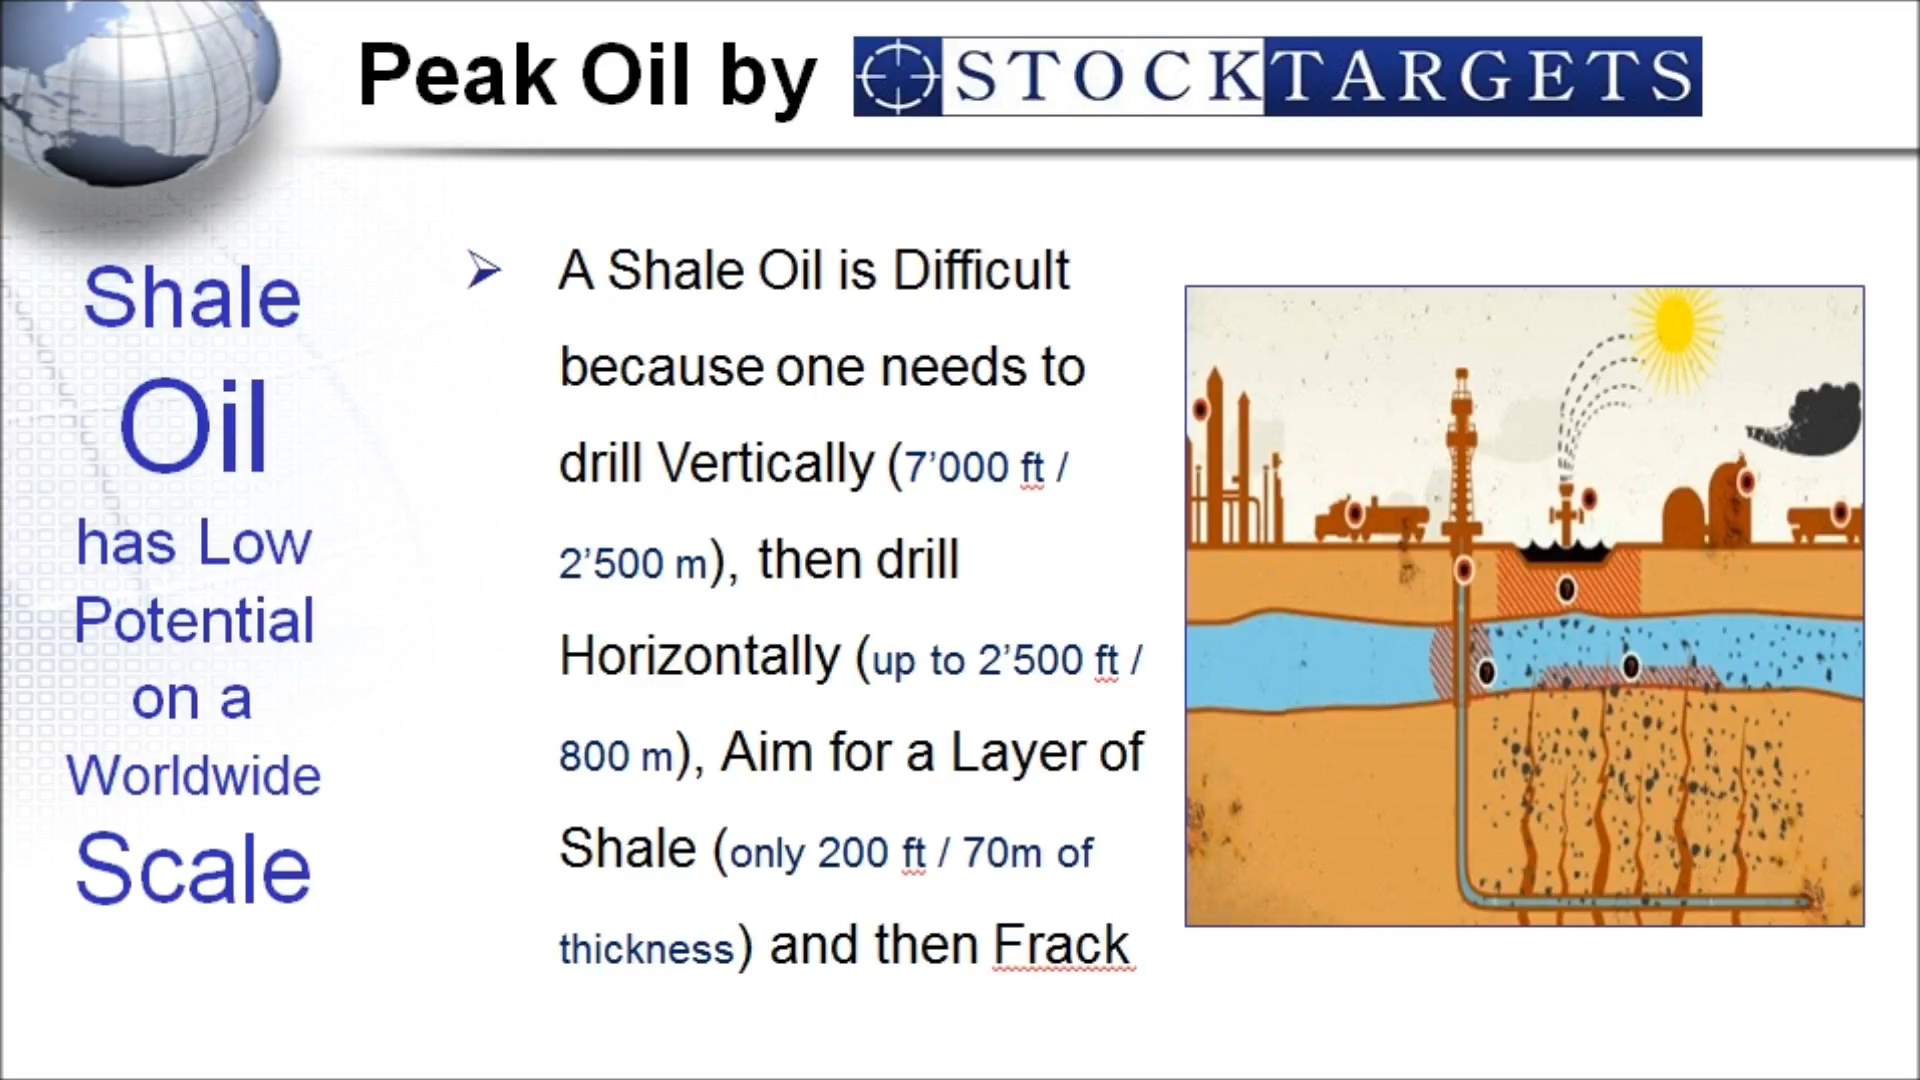 Peak Oil by STOCKTARGETS
Shale
Oil
has Low
Potential
on a
Worldwide
Scale
A Shale Oil is Difficult
because one needs to
drill Vertically (7’000 ft /
2’500 m), then drill
Horizontally (up to 2’500 ft /
800 m), Aim for a Layer of
Shale (only 200 ft / 70m of
thickness) and then Frack